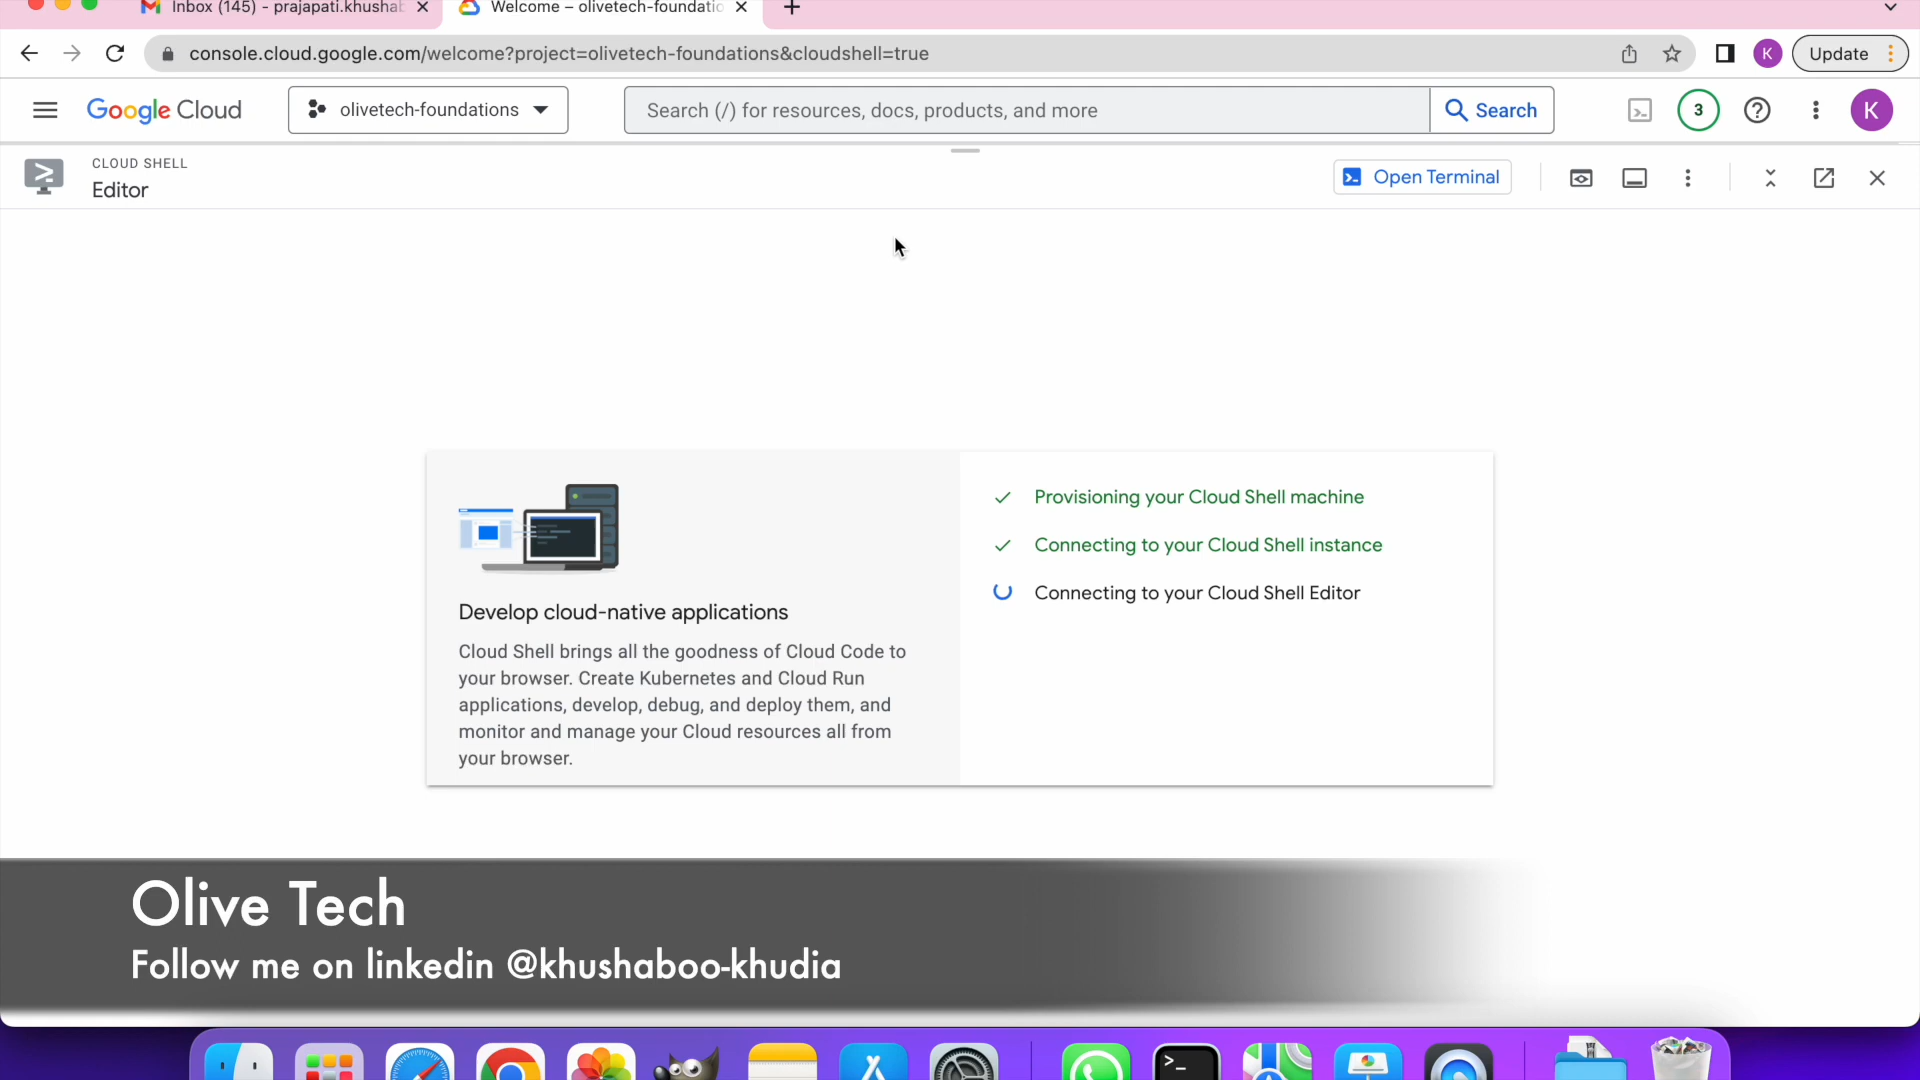 Inbox (145) - prajapati.khushab
Welcome – olivetech-foundatio
console.cloud.google.com/welcome?project=olivetech-foundations&cloudshell=true
K
Update
Google Cloud
olivetech-foundations
Search (/) for resources, docs, products, and more
Search
3
K
CLOUD SHELL
Editor
Open Terminal
Develop cloud-native applications
Cloud Shell brings all the goodness of Cloud Code to
your browser. Create Kubernetes and Cloud Run
applications, develop, debug, and deploy them, and
monitor and manage your Cloud resources all from
your browser.
Provisioning your Cloud Shell machine
Connecting to your Cloud Shell instance
Connecting to your Cloud Shell Editor
Olive Tech
Follow me on linkedin @khushaboo-khudia